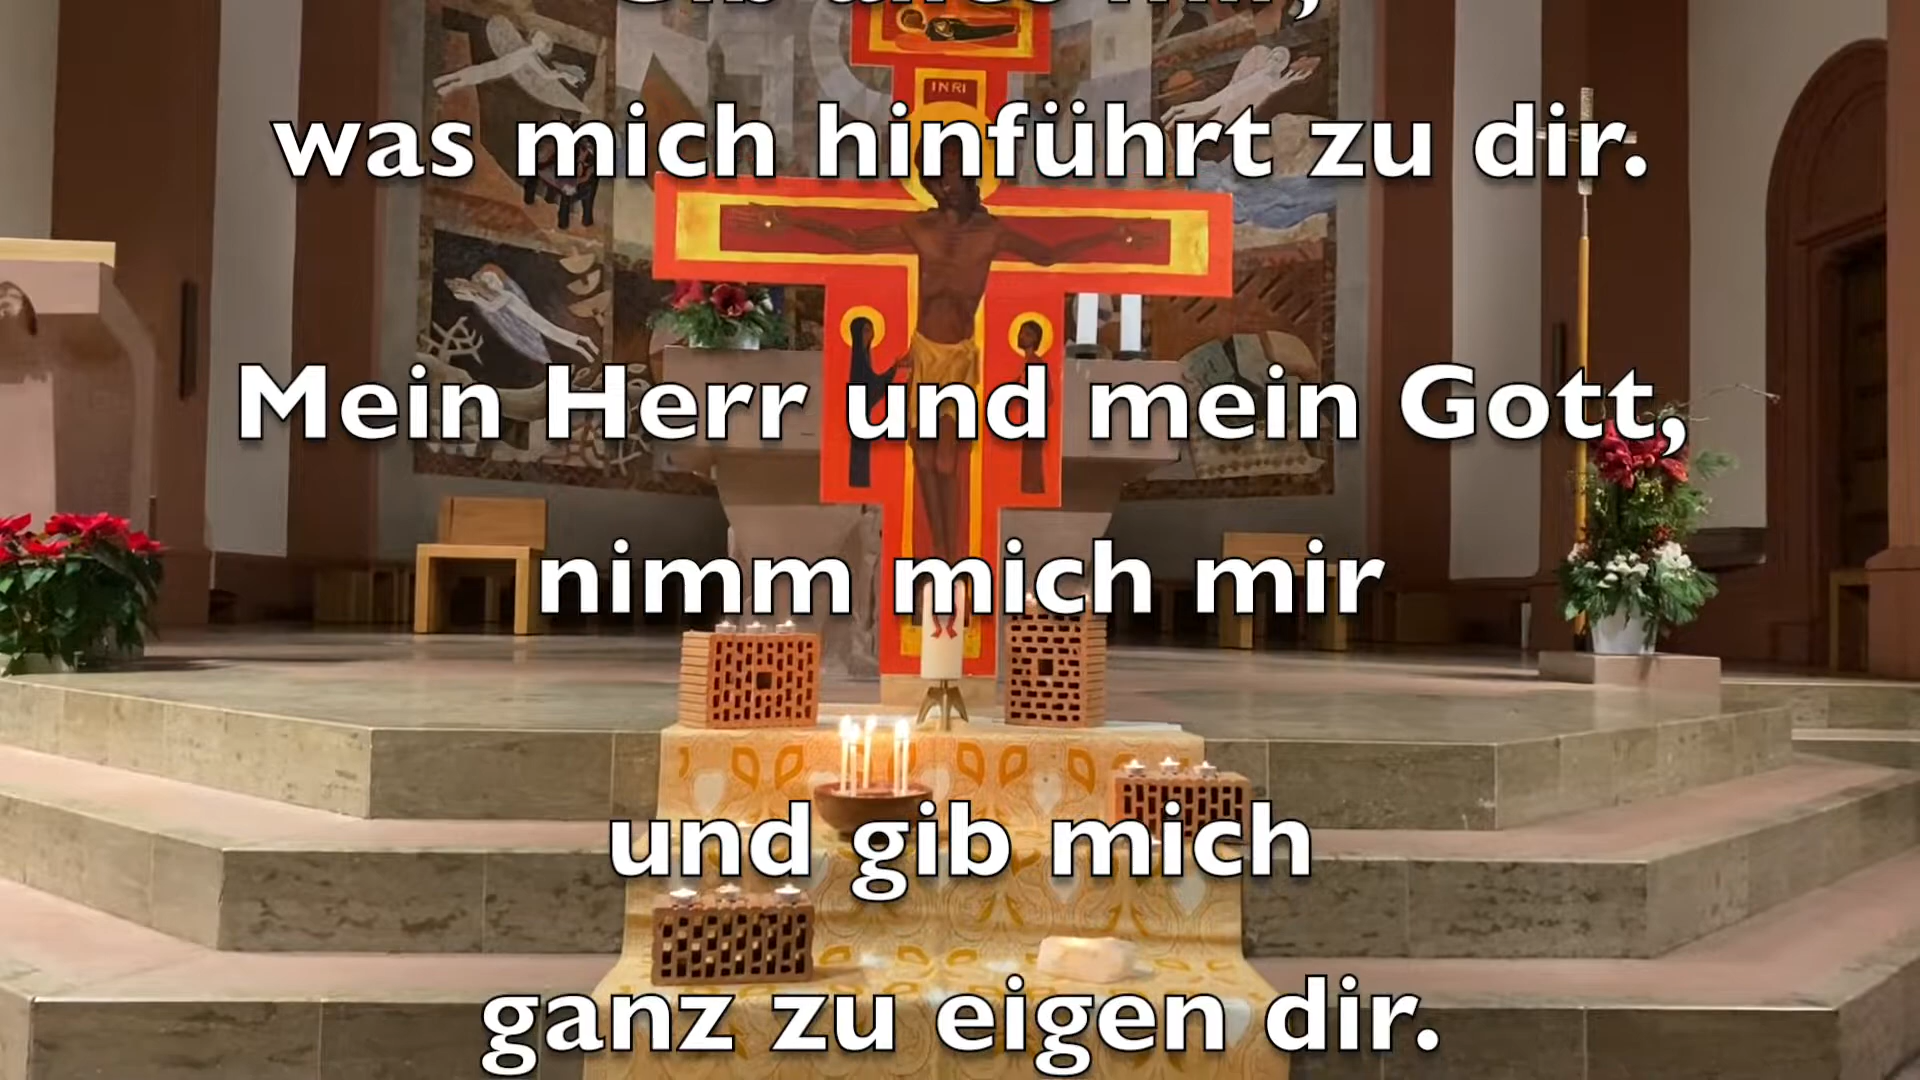 was mich hinführt zu dir.
INRI
Mein Herr und mein Gott,
nimm mich mir
und gib mich
ganz zu eigen dir.